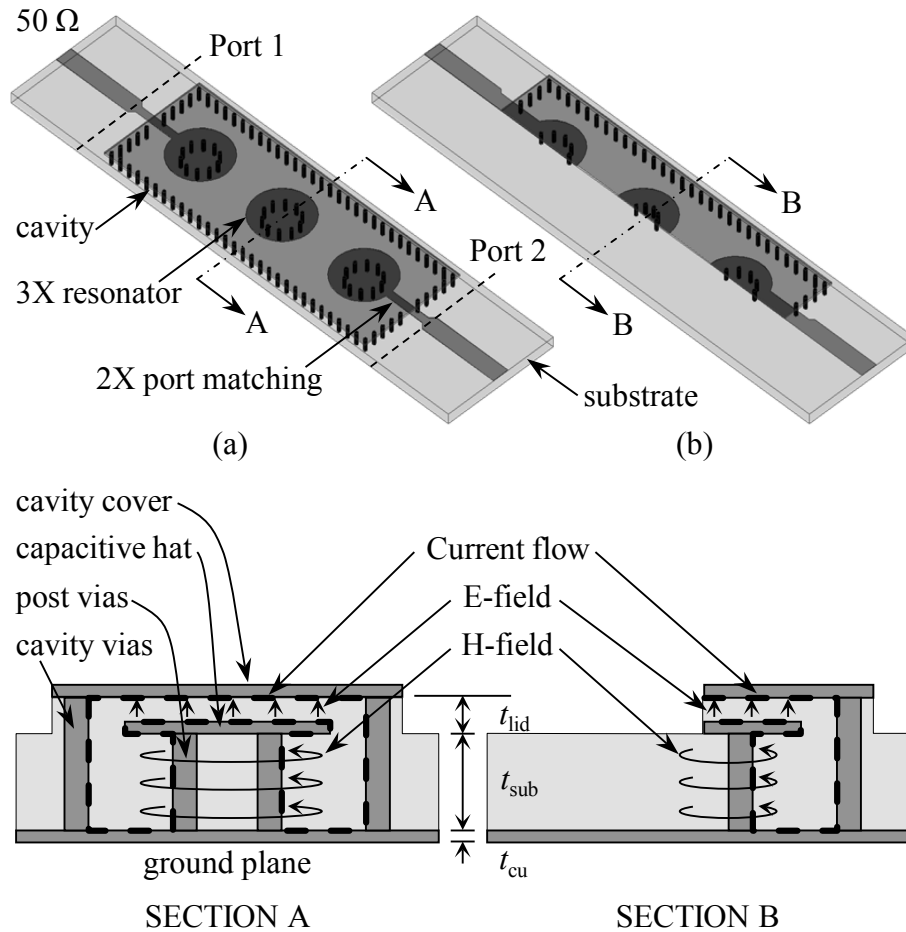 50 Ω
Port 1
A
cavity
3X resonator
A
Port 2
2X port matching
B
B
substrate
(a)
(b)
cavity cover
capacitive hat
post vias
cavity vias
Current flow
E-field
H-field
t_lid
t_sub
t_cu
ground plane
SECTION A
SECTION B